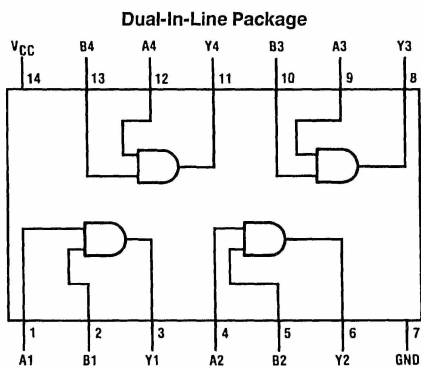 Dual-In-Line Package
VCC B4 A4 Y4 B3 A3 Y3
14 13 12 11 10 9 8
1 2 3 4 5 6 7
A1 B1 Y1 A2 B2 Y2 GND